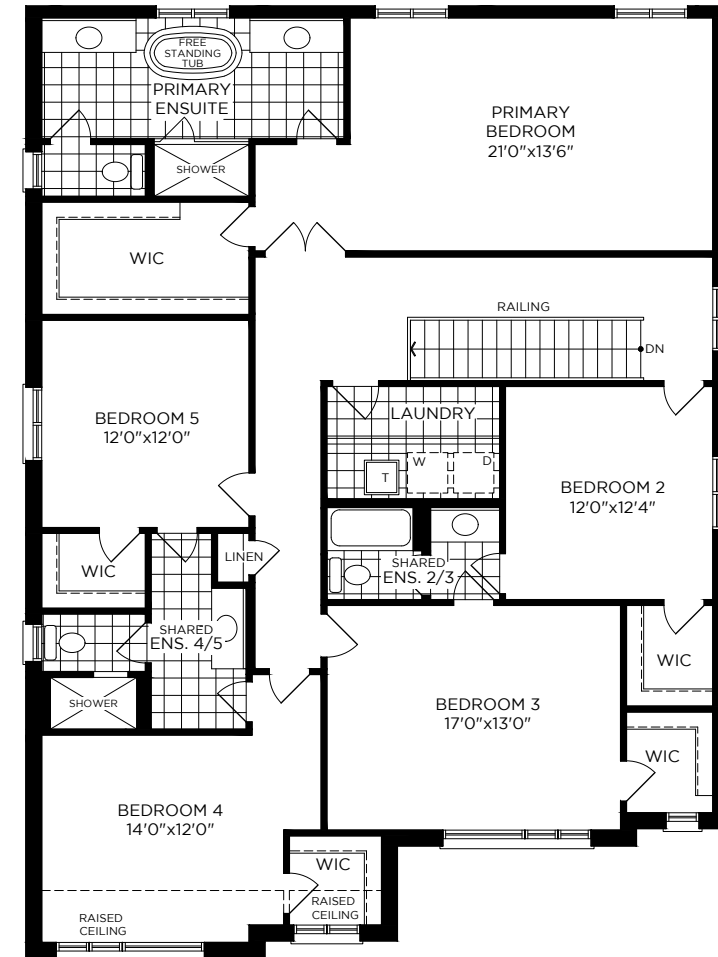 FREE
STANDING
TUB
PRIMARY
ENSUITE
PRIMARY
BEDROOM
21'0"x13'6"
SHOWER
WIC
RAILING
DN
BEDROOM 5
12'0"x12'0"
LAUNDRY
W
D
T
BEDROOM 2
12'0"x12'4"
WIC
LINEN
SHARED
ENS. 2/3
SHARED
ENS. 4/5
WIC
SHOWER
BEDROOM 3
17'0"x13'0"
WIC
BEDROOM 4
14'0"x12'0"
WIC
RAISED
CEILING
RAISED
CEILING